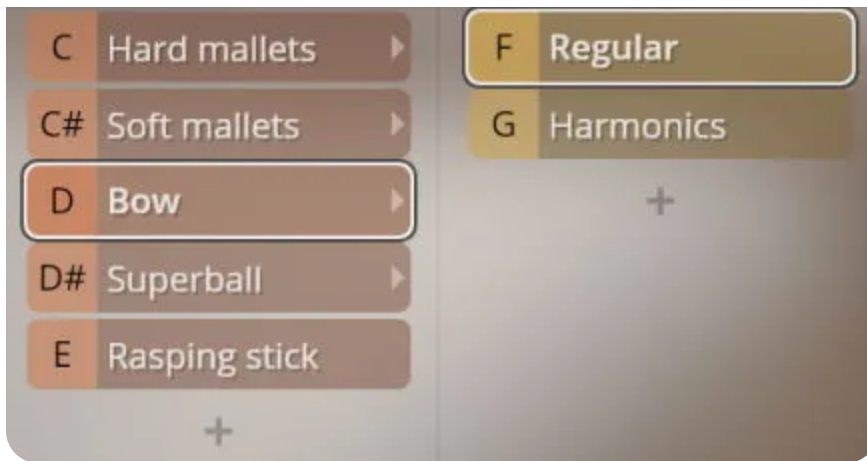 C Hard mallets
C# Soft mallets
D Bow
D# Superball
E Rasping stick
+
F Regular
G Harmonics
+